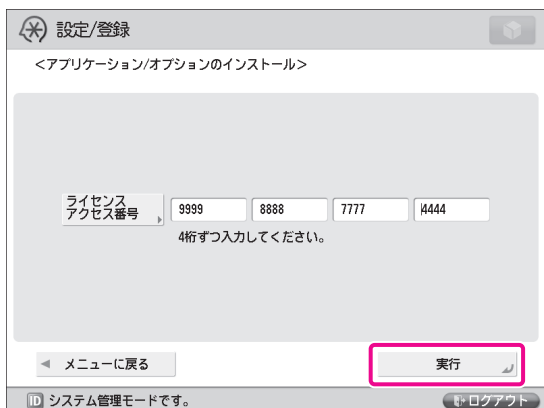 設定/登録
<アプリケーション/オプションのインストール>
ライセンス
アクセス番号
9999 8888 7777 4444
4桁ずつ入力してください。
メニューに戻る 実行
ID システム管理モードです。 ログアウト